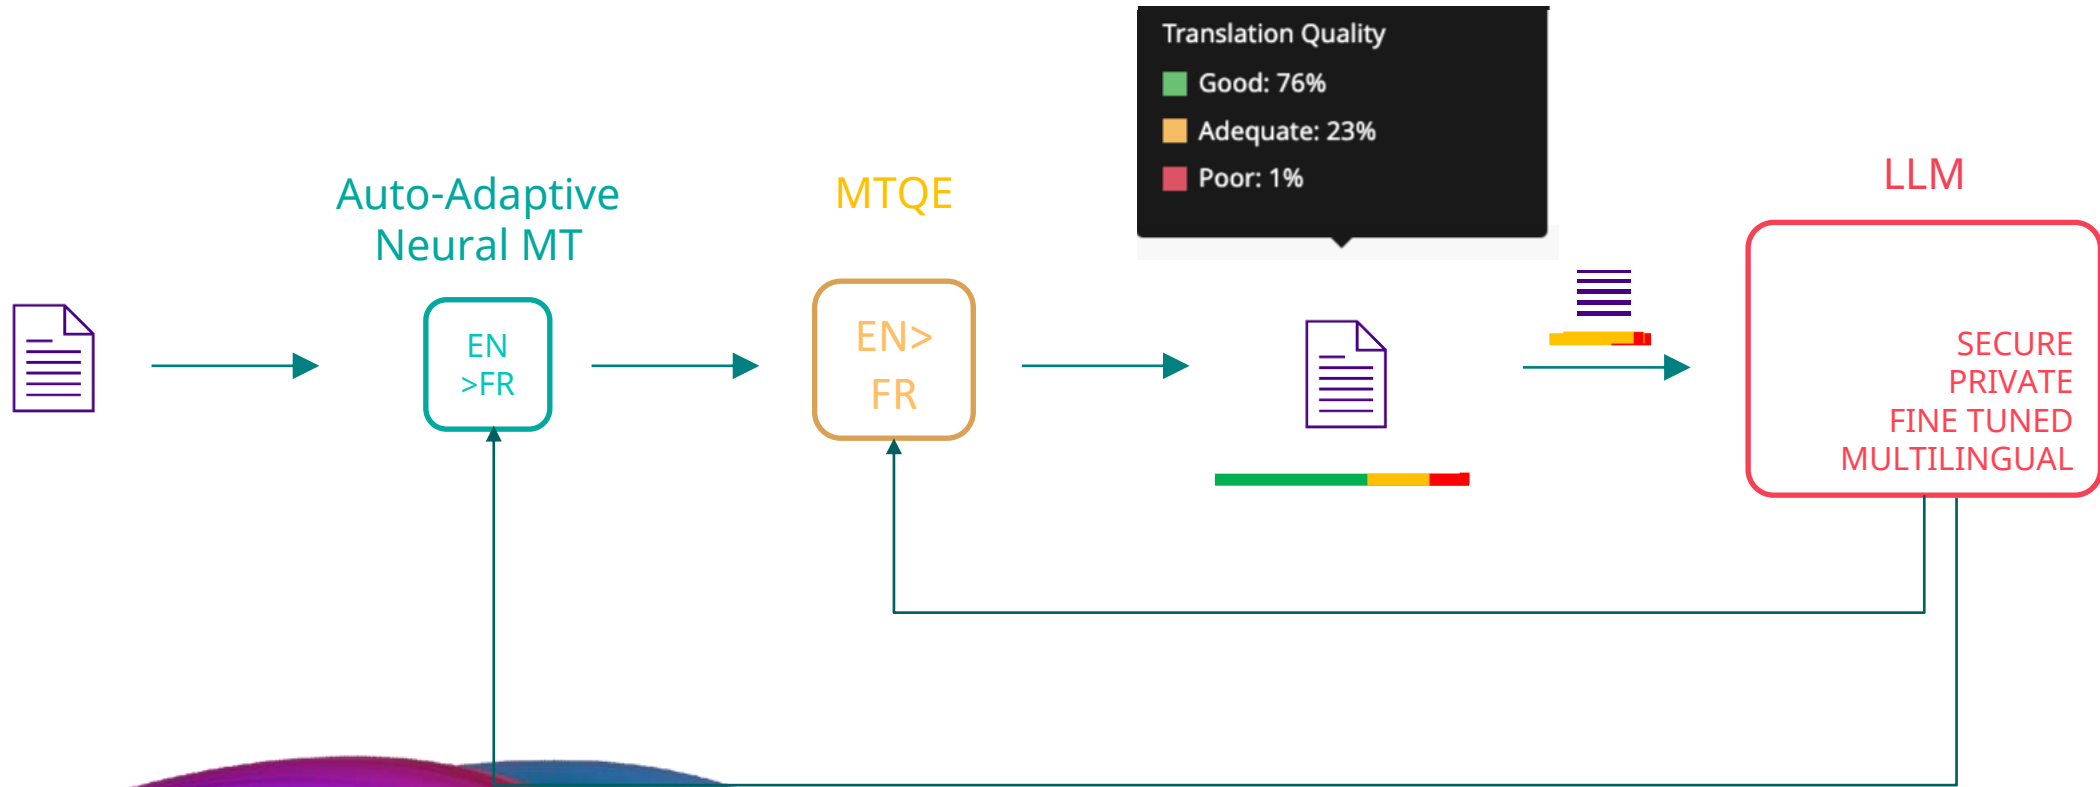 Translation Quality
Good: 76%
Adequate: 23%
Poor: 1%
Auto-Adaptive
Neural MT
MTQE
LLM
EN
>FR
EN>
FR
SECURE
PRIVATE
FINE TUNED
MULTILINGUAL